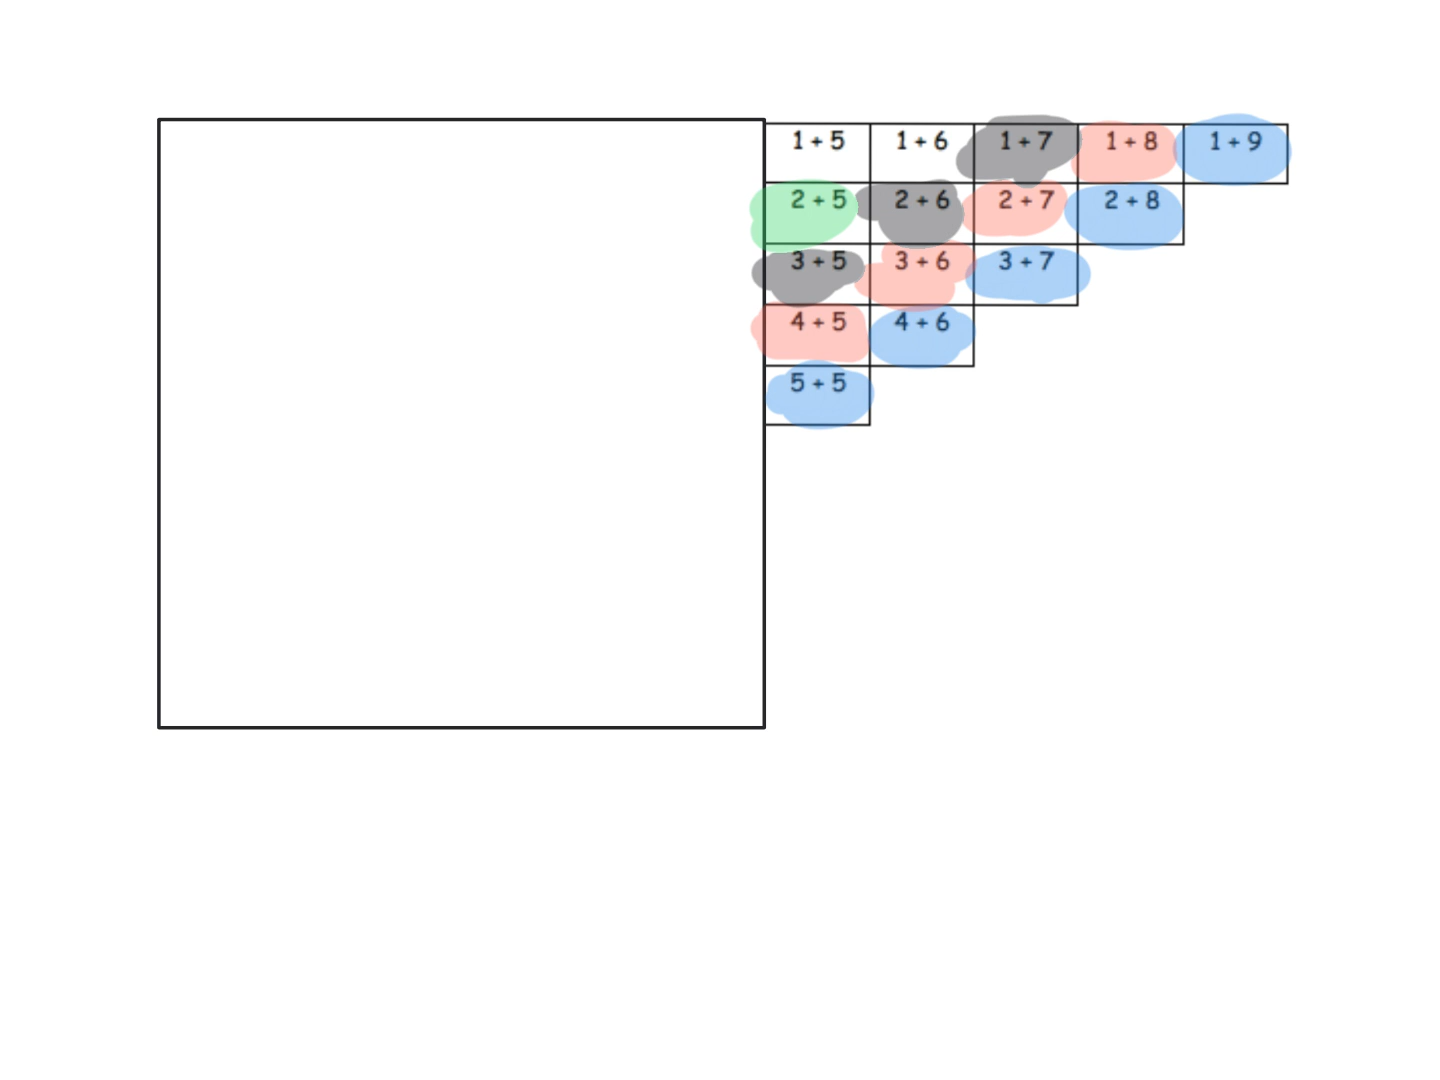 1 + 5 1 + 6 1 + 7 1 + 8 1 + 9
2 + 5 2 + 6 2 + 7 2 + 8
3 + 5 3 + 6 3 + 7
4 + 5 4 + 6
5 + 5